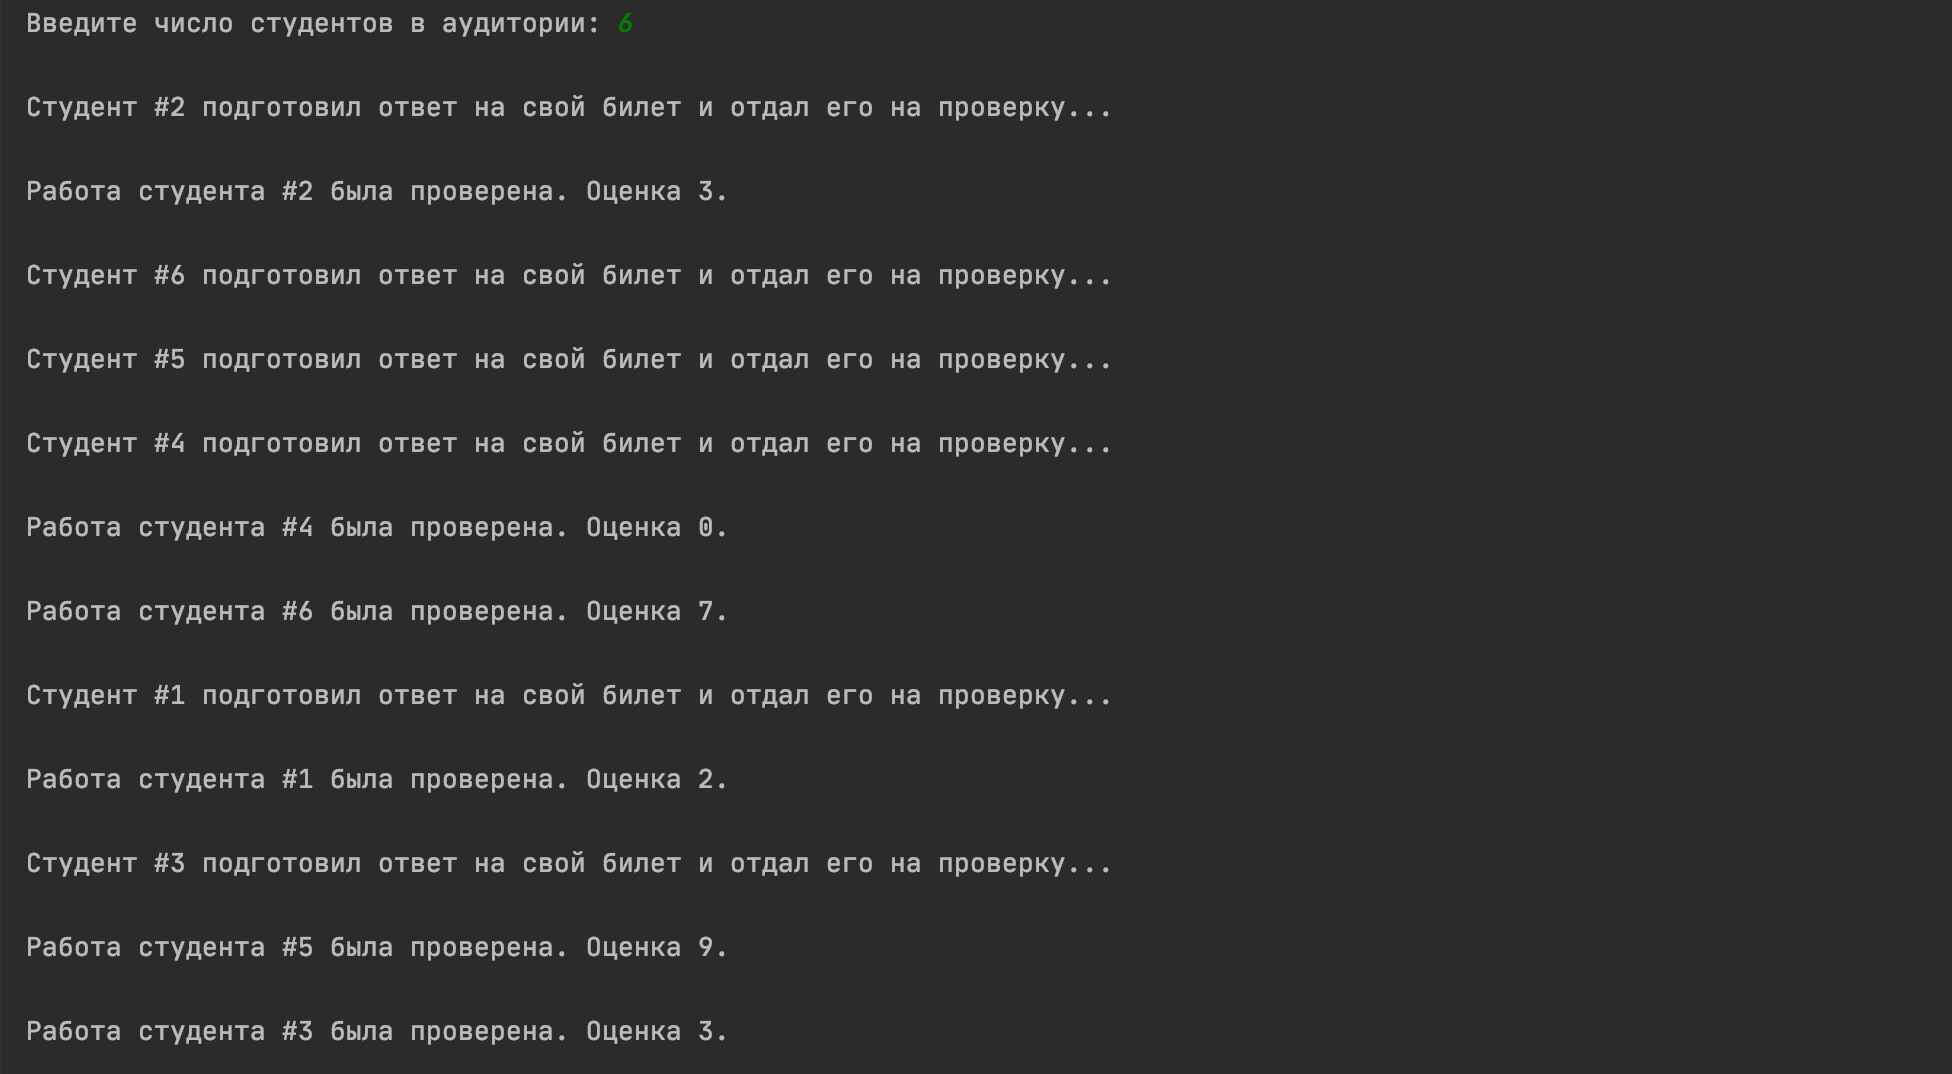 Введите число студентов в аудитории: 6
Студент #2 подготовил ответ на свой билет и отдал его на проверку...
Работа студента #2 была проверена. Оценка 3.
Студент #6 подготовил ответ на свой билет и отдал его на проверку...
Студент #5 подготовил ответ на свой билет и отдал его на проверку...
Студент #4 подготовил ответ на свой билет и отдал его на проверку...
Работа студента #4 была проверена. Оценка 0.
Работа студента #6 была проверена. Оценка 7.
Студент #1 подготовил ответ на свой билет и отдал его на проверку...
Работа студента #1 была проверена. Оценка 2.
Студент #3 подготовил ответ на свой билет и отдал его на проверку...
Работа студента #5 была проверена. Оценка 9.
Работа студента #3 была проверена. Оценка 3.